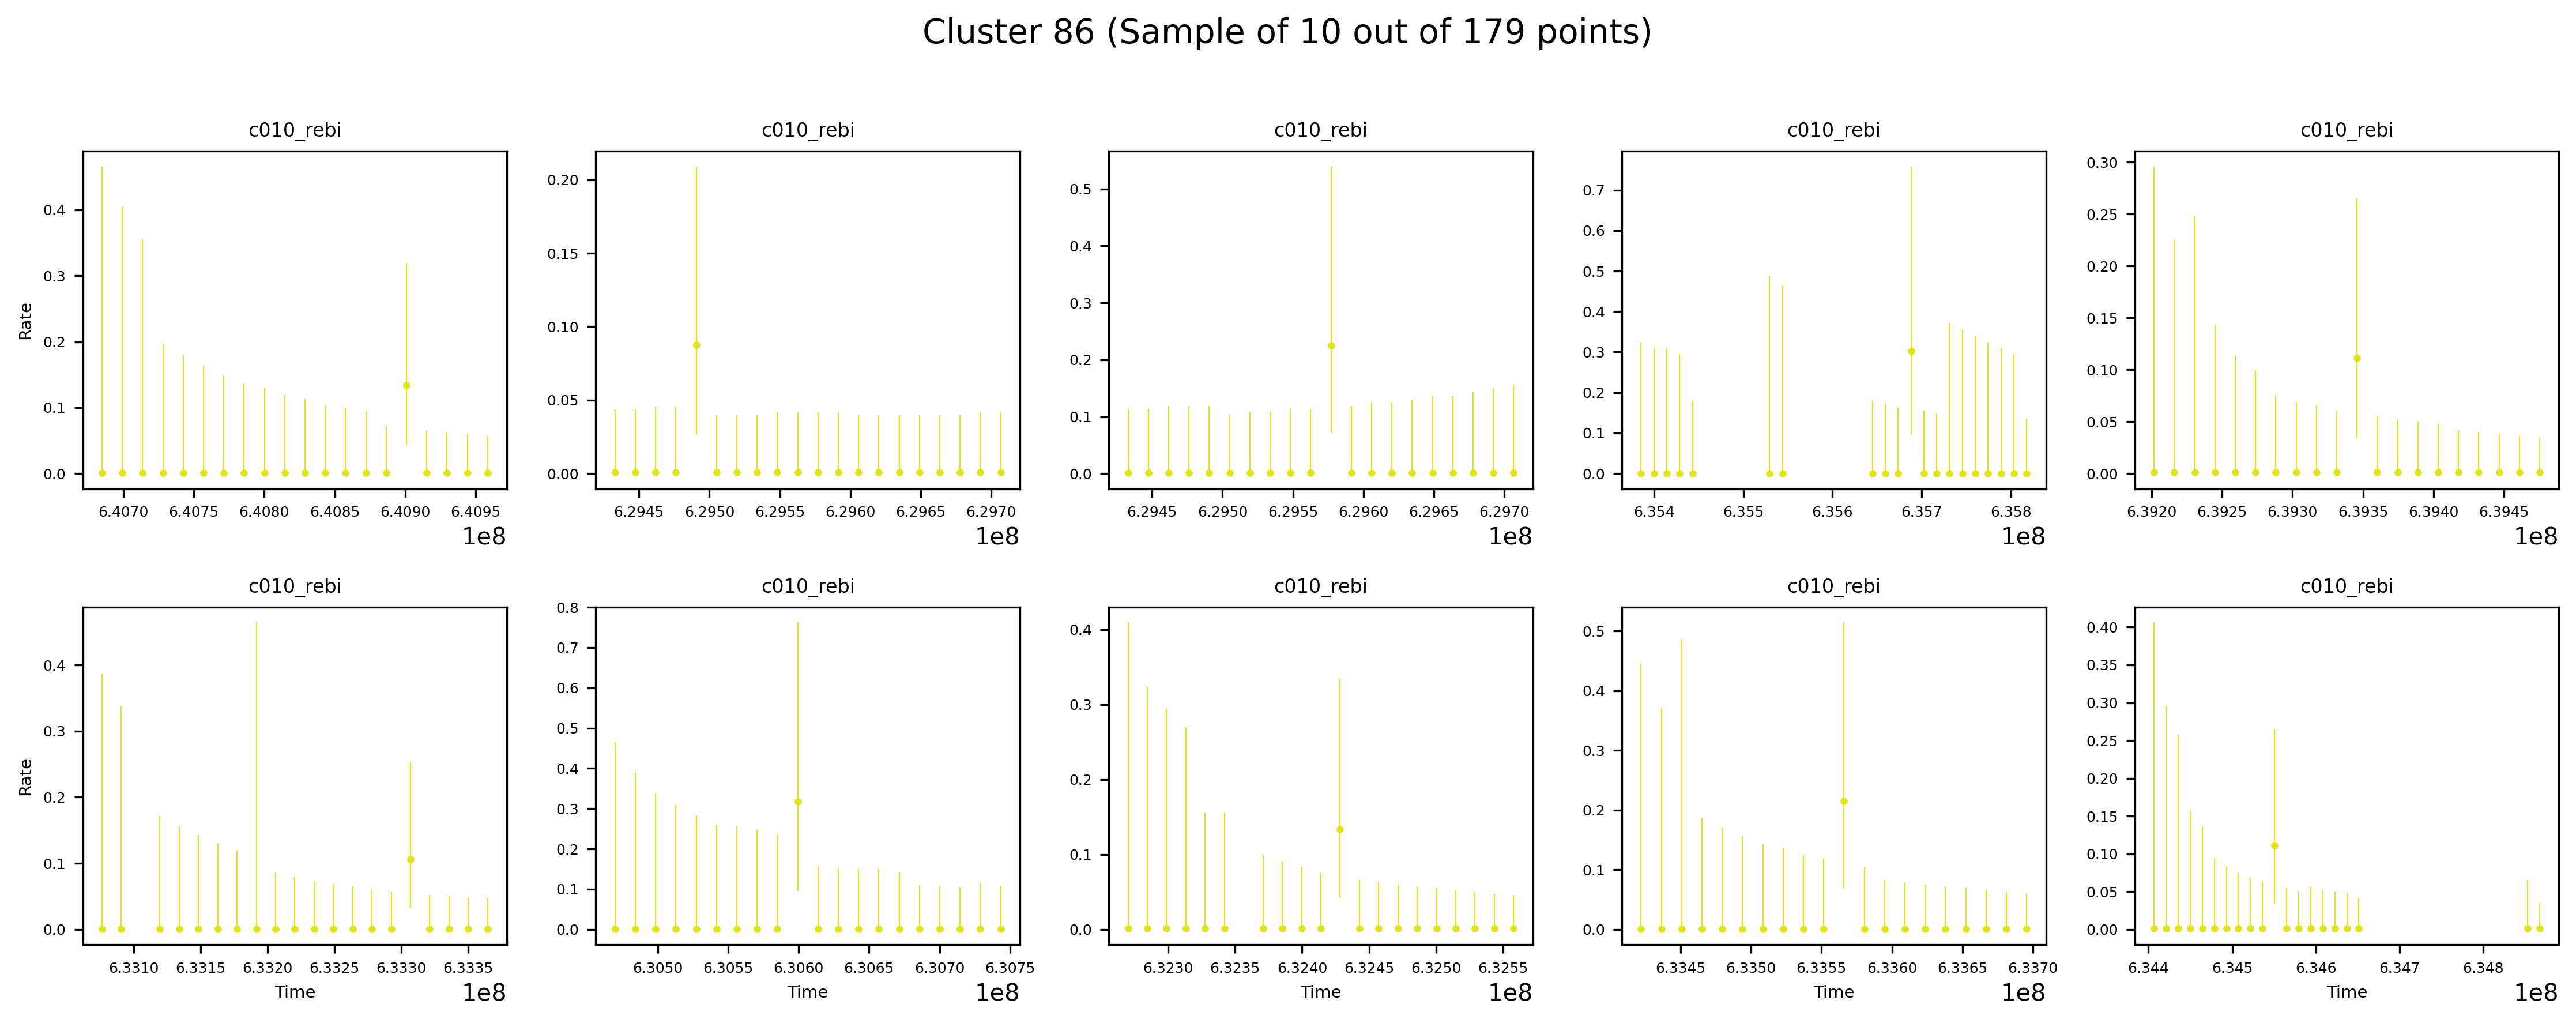 Cluster 86 (Sample of 10 out of 179 points)
c010_rebi c010_rebi c010_rebi c010_rebi c010_rebi
Rate
0.4 0.3 0.2 0.1 0.0
6.4070 6.4075 6.4080 6.4085 6.4090 6.4095
1e8
0.20 0.15 0.10 0.05 0.00
6.2945 6.2950 6.2955 6.2960 6.2965 6.2970
1e8
0.5 0.4 0.3 0.2 0.1 0.0
6.2945 6.2950 6.2955 6.2960 6.2965 6.2970
1e8
0.7 0.6 0.5 0.4 0.3 0.2 0.1 0.0
6.354 6.355 6.356 6.357 6.358
1e8
0.30 0.25 0.20 0.15 0.10 0.05 0.00
6.3920 6.3925 6.3930 6.3935 6.3940 6.3945
1e8
c010_rebi c010_rebi c010_rebi c010_rebi c010_rebi
Rate
0.4 0.3 0.2 0.1 0.0
6.3310 6.3315 6.3320 6.3325 6.3330 6.3335
Time
1e8
0.8 0.7 0.6 0.5 0.4 0.3 0.2 0.1 0.0
6.3050 6.3055 6.3060 6.3065 6.3070 6.3075
Time
1e8
0.4 0.3 0.2 0.1 0.0
6.3230 6.3235 6.3240 6.3245 6.3250 6.3255
Time
1e8
0.5 0.4 0.3 0.2 0.1 0.0
6.3345 6.3350 6.3355 6.3360 6.3365 6.3370
Time
1e8
0.40 0.35 0.30 0.25 0.20 0.15 0.10 0.05 0.00
6.344 6.345 6.346 6.347 6.348
Time
1e8